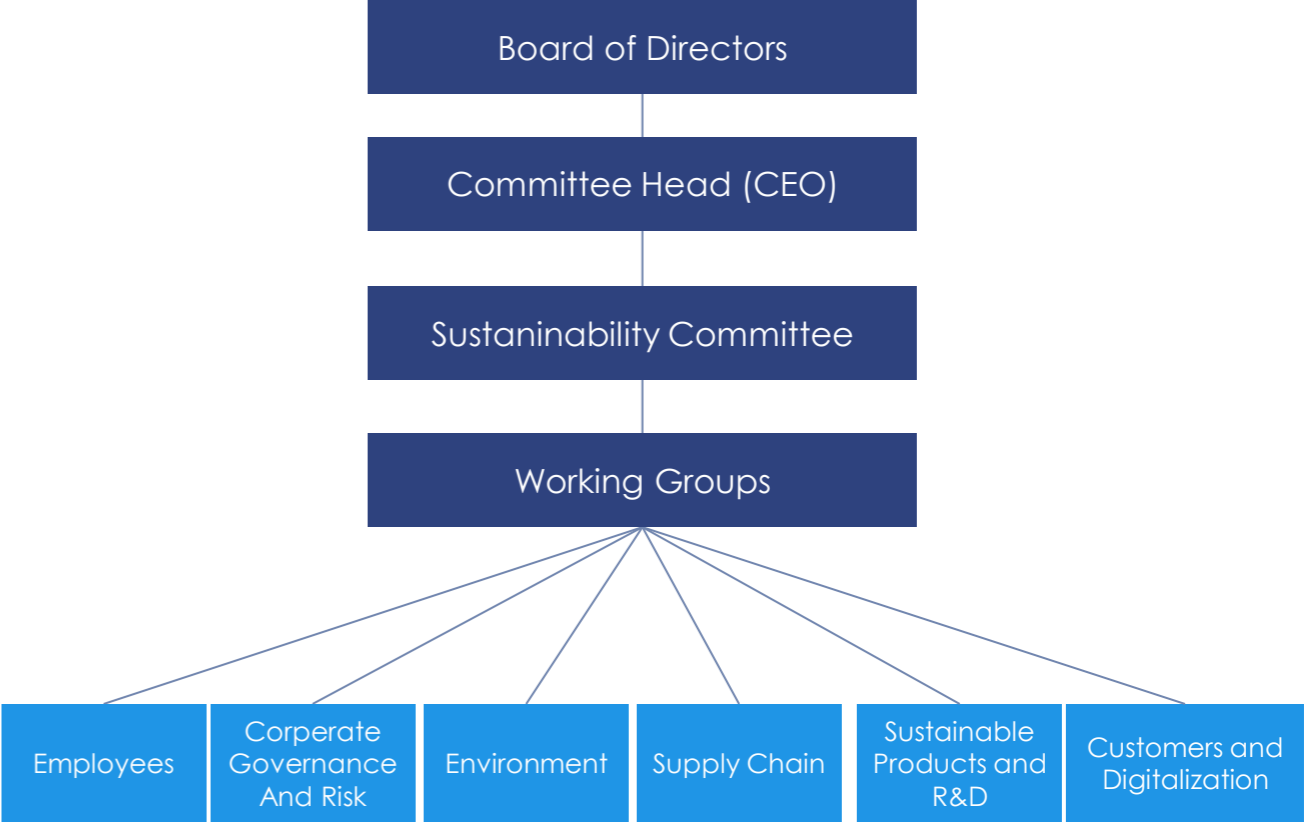 Board of Directors
Committee Head (CEO)
Sustaninability Committee
Working Groups
Employees
Corperate
Governance
And Risk
Environment
Supply Chain
Sustainable
Products and
R&D
Customers and
Digitalization